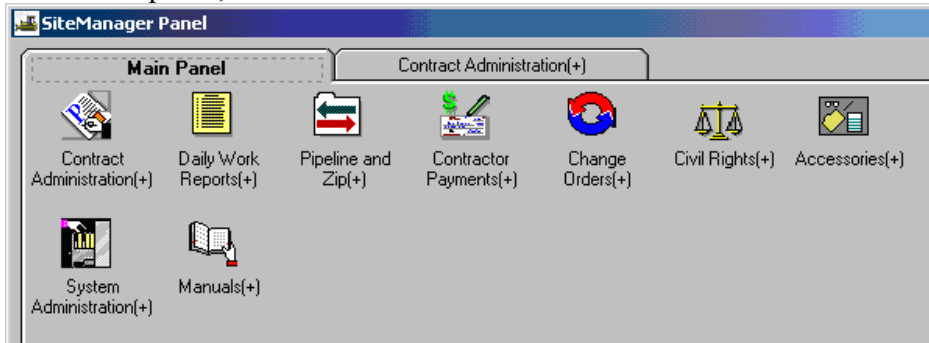 SiteManager Panel
Main Panel
Contract Administration(+)
Contract
Administration(+)
Daily Work
Reports(+)
Pipeline and
Zip(+)
Contractor
Payments(+)
Change
Orders(+)
Civil Rights(+)
Accessories(+)
System
Administration(+)
Manuals(+)